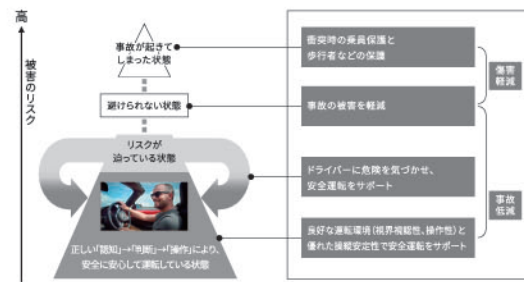 高
被害のリスク
事故が起きて
しまった状態
避けられない状態
リスクが
迫っている状態
正しい「認知」→「判断」→「操作」により、
安全に安心して運転している状態
衝突時の乗員保護と
歩行者などの保護
事故の被害を軽減
ドライバーに危険を気づかせ、
安全運転をサポート
良好な運転環境(視界視認性、操作性)と
優れた操縦安定性で安全運転をサポート
傷害
軽減
事故
低減